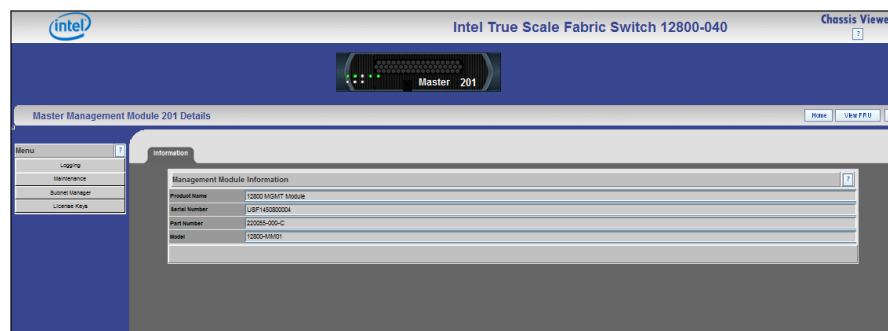 intel
Intel True Scale Fabric Switch 12800-040
Chassis Viewe
?
Master 201
Master Management Module 201 Details
Home
View FRU
Menu
?
Logging
Maintenance
Subnet Manager
License Keys
Information
Management Module Information
?
Product Name 12800 MGMT Module
Serial Number USF1450800004
Part Number 220055-000-C
Model 12800-MM01